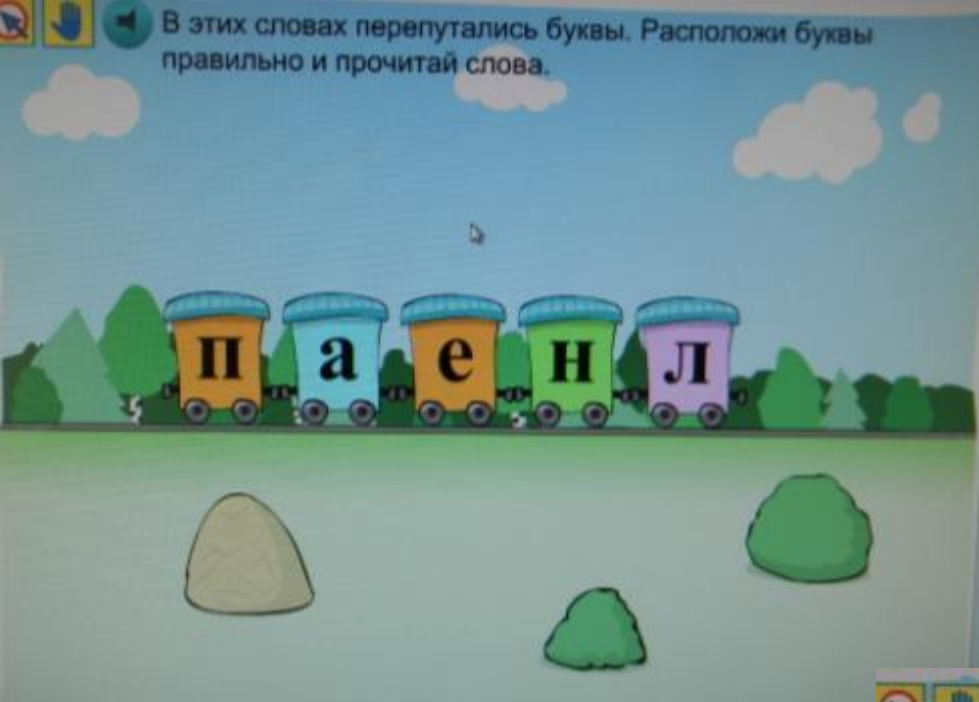 В этих словах перепутались буквы. Расположи буквы
правильно и прочитай слова.
п а е н л